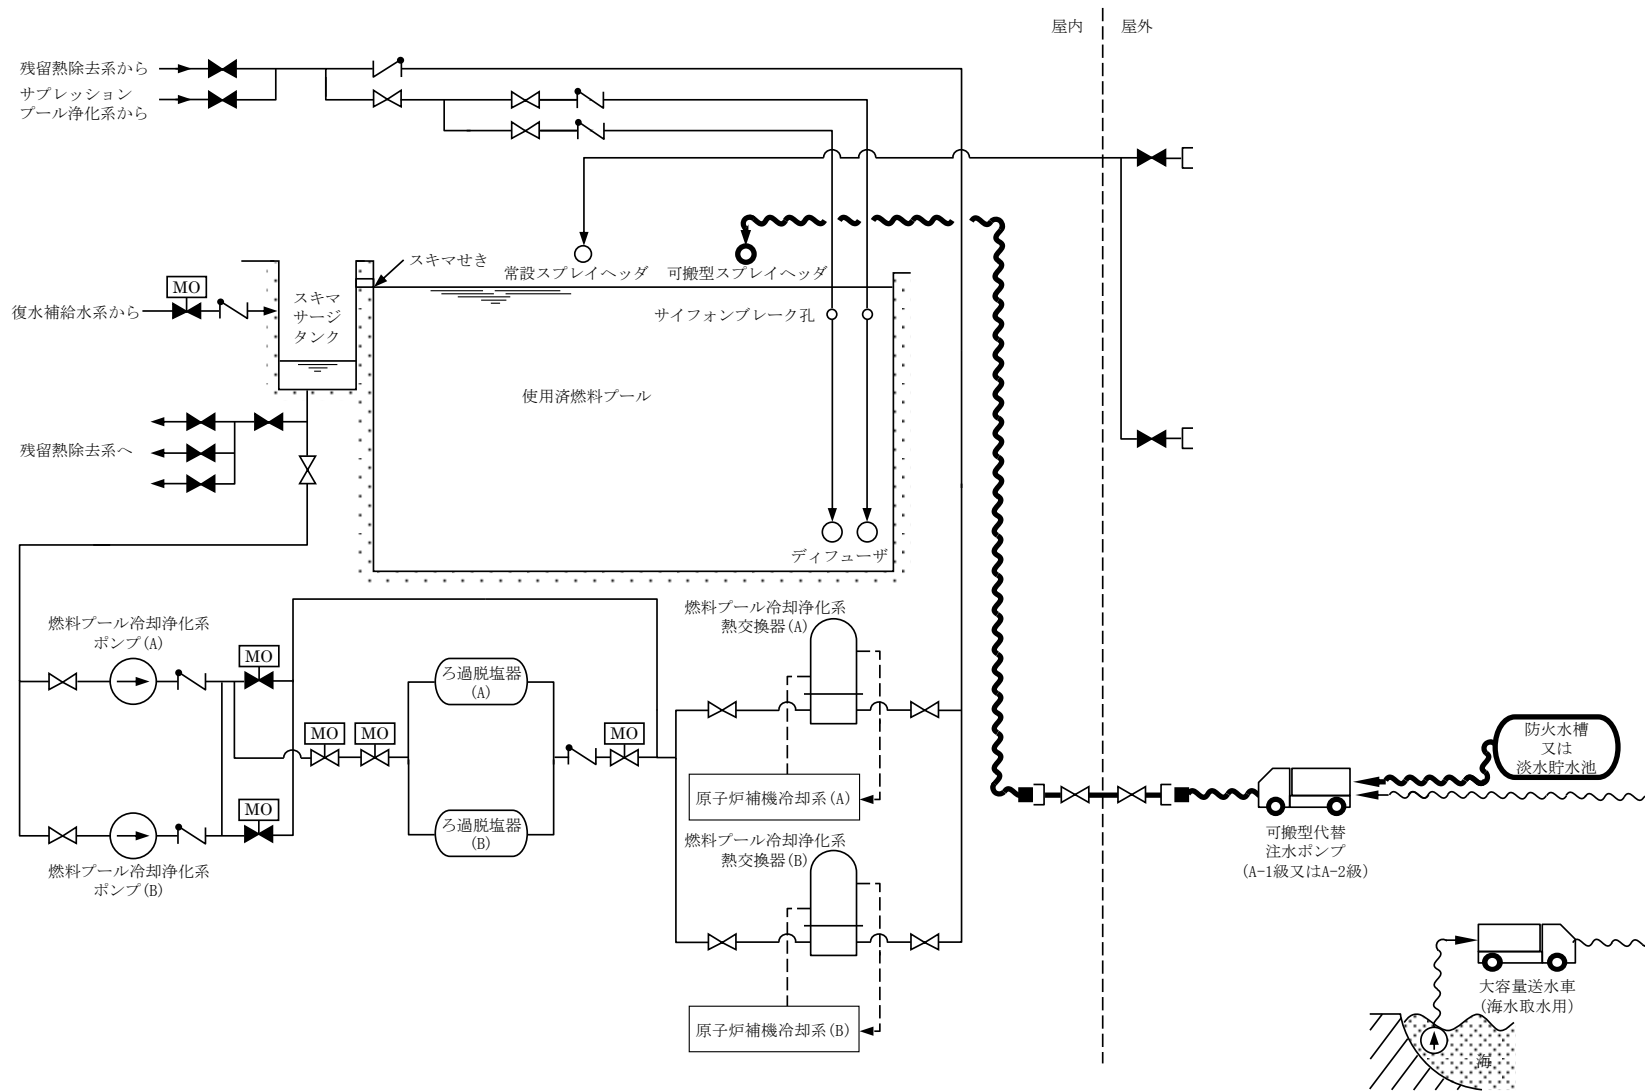 屋内
屋外
残留熱除去系から
サプレッション
プール浄化系から
スキマせき
常設スプレイヘッダ
可搬型スプレイヘッダ
MO
復水補給水系から
スキマ
サージ
タンク
サイフォンブレーク孔
使用済燃料プール
残留熱除去系へ
ディフューザ
燃料プール冷却浄化系
ポンプ(A)
MO
燃料プール冷却浄化系
熱交換器(A)
ろ過脱塩器
(A)
MO
MO
MO
原子炉補機冷却系(A)
防火水槽
又は
淡水貯水池
MO
ろ過脱塩器
(B)
燃料プール冷却浄化系
ポンプ(B)
燃料プール冷却浄化系
熱交換器(B)
可搬型代替
注水ポンプ
(A-1級又はA-2級)
原子炉補機冷却系(B)
大容量送水車
(海水取水用)
海